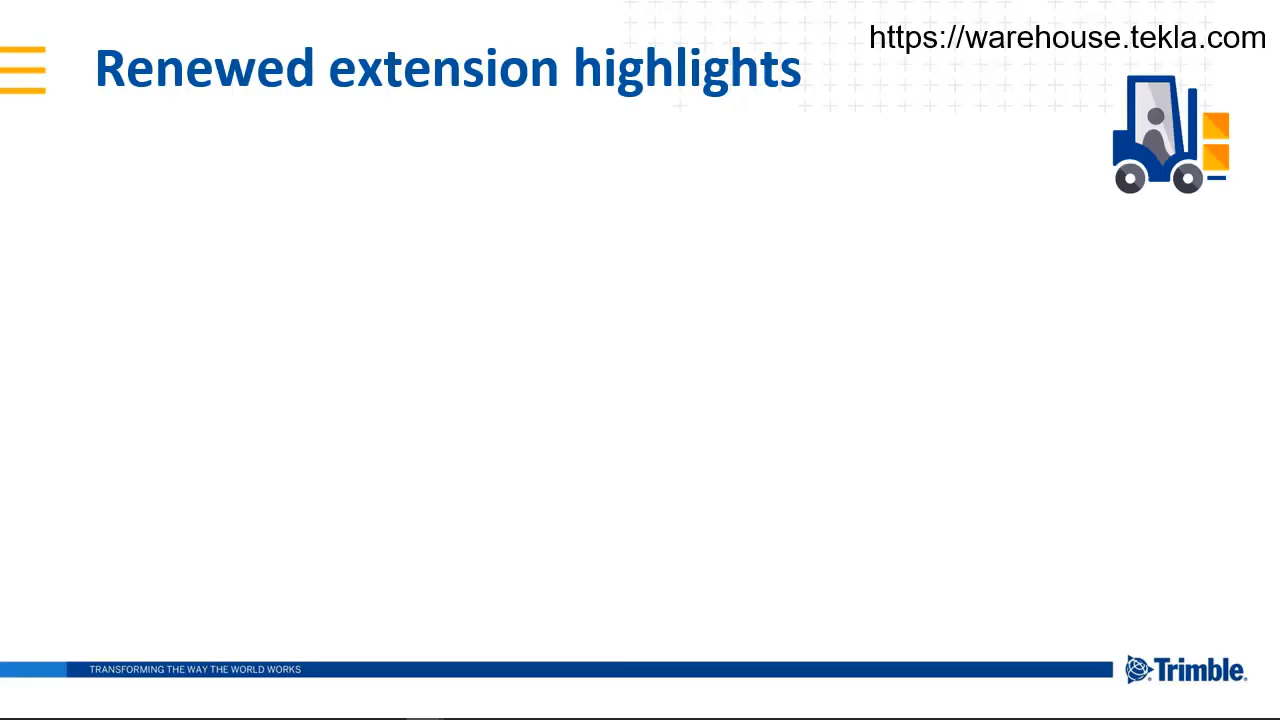 https://warehouse.tekla.com
Renewed extension highlights
TRANSFORMING THE WAY THE WORLD WORKS
Trimble.